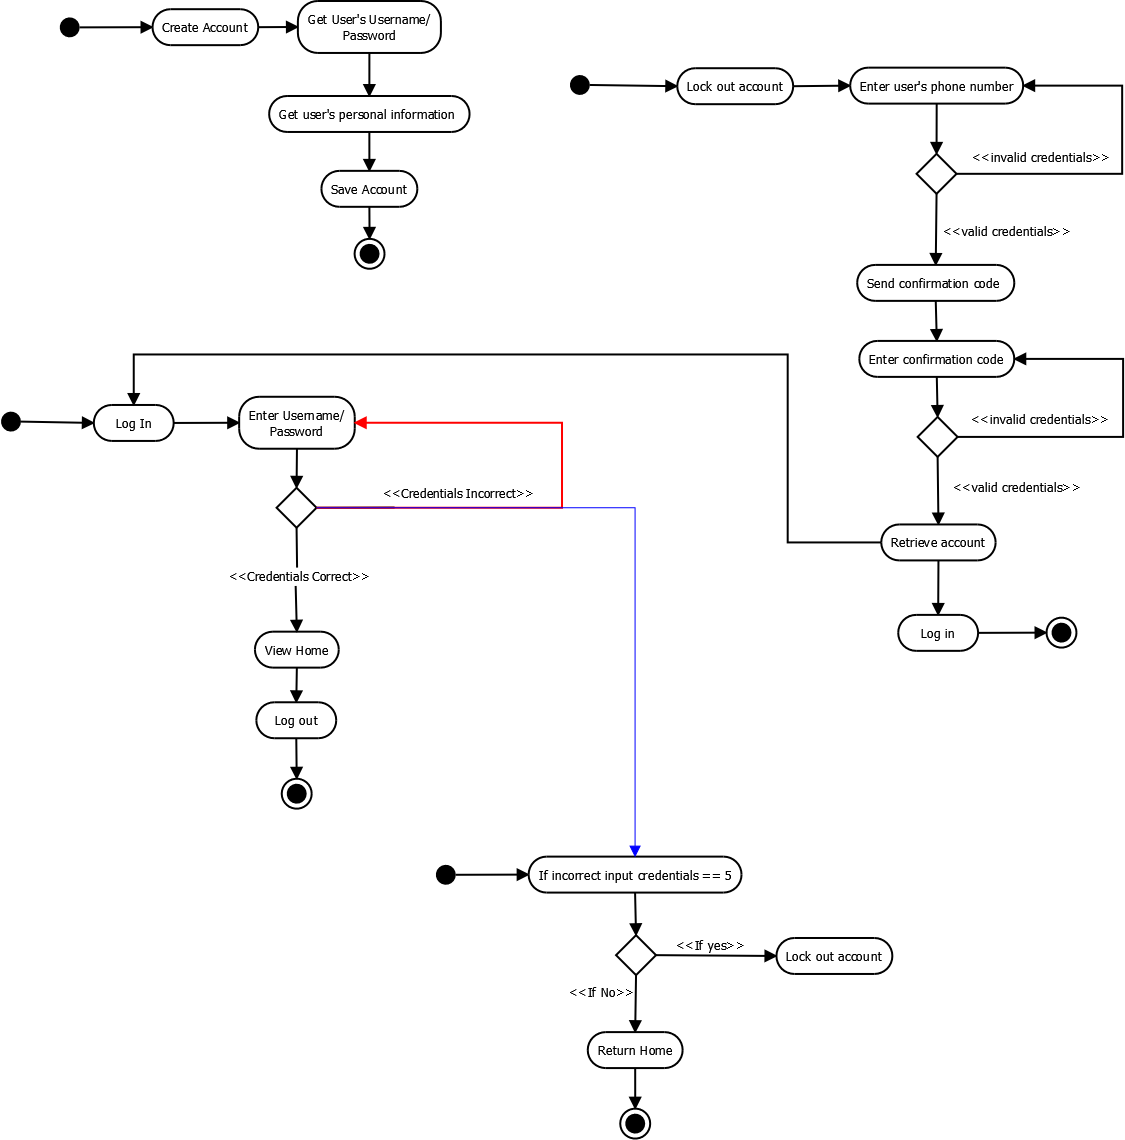 Create Account
Get User's Username/
Password
Get user's personal information
Save Account
Lock out account
Enter user's phone number
<<invalid credentials>>
<<valid credentials>>
Send confirmation code
Enter confirmation code
<<invalid credentials>>
<<valid credentials>>
Retrieve account
Log in
Log In
Enter Username/
Password
<<Credentials Incorrect>>
<<Credentials Correct>>
View Home
Log out
If incorrect input credentials == 5
<<If yes>>
Lock out account
<<If No>>
Return Home